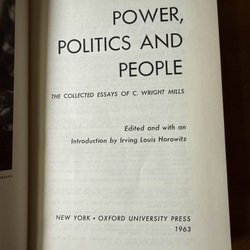 POWER,
POLITICS AND
PEOPLE
THE COLLECTED ESSAYS OF C. WRIGHT MILLS
Edited and with an
Introduction by Irving Louis Horowitz
NEW YORK • OXFORD UNIVERSITY PRESS
1963